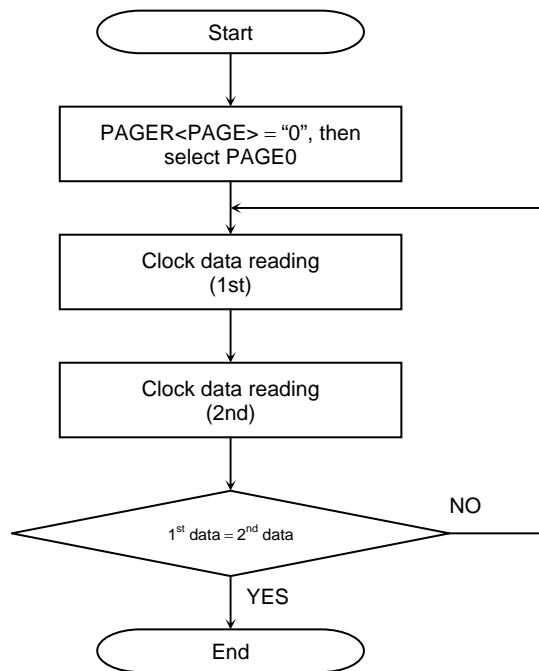 Start
PAGER<PAGE> = “0”, then
select PAGE0
Clock data reading
(1st)
Clock data reading
(2nd)
1st data = 2nd data
NO
YES
End